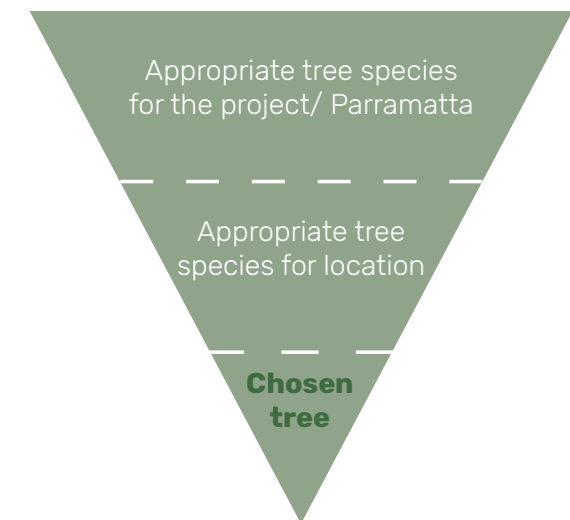 Appropriate tree species
for the project/ Parramatta
Appropriate tree
species for location
Chosen
tree